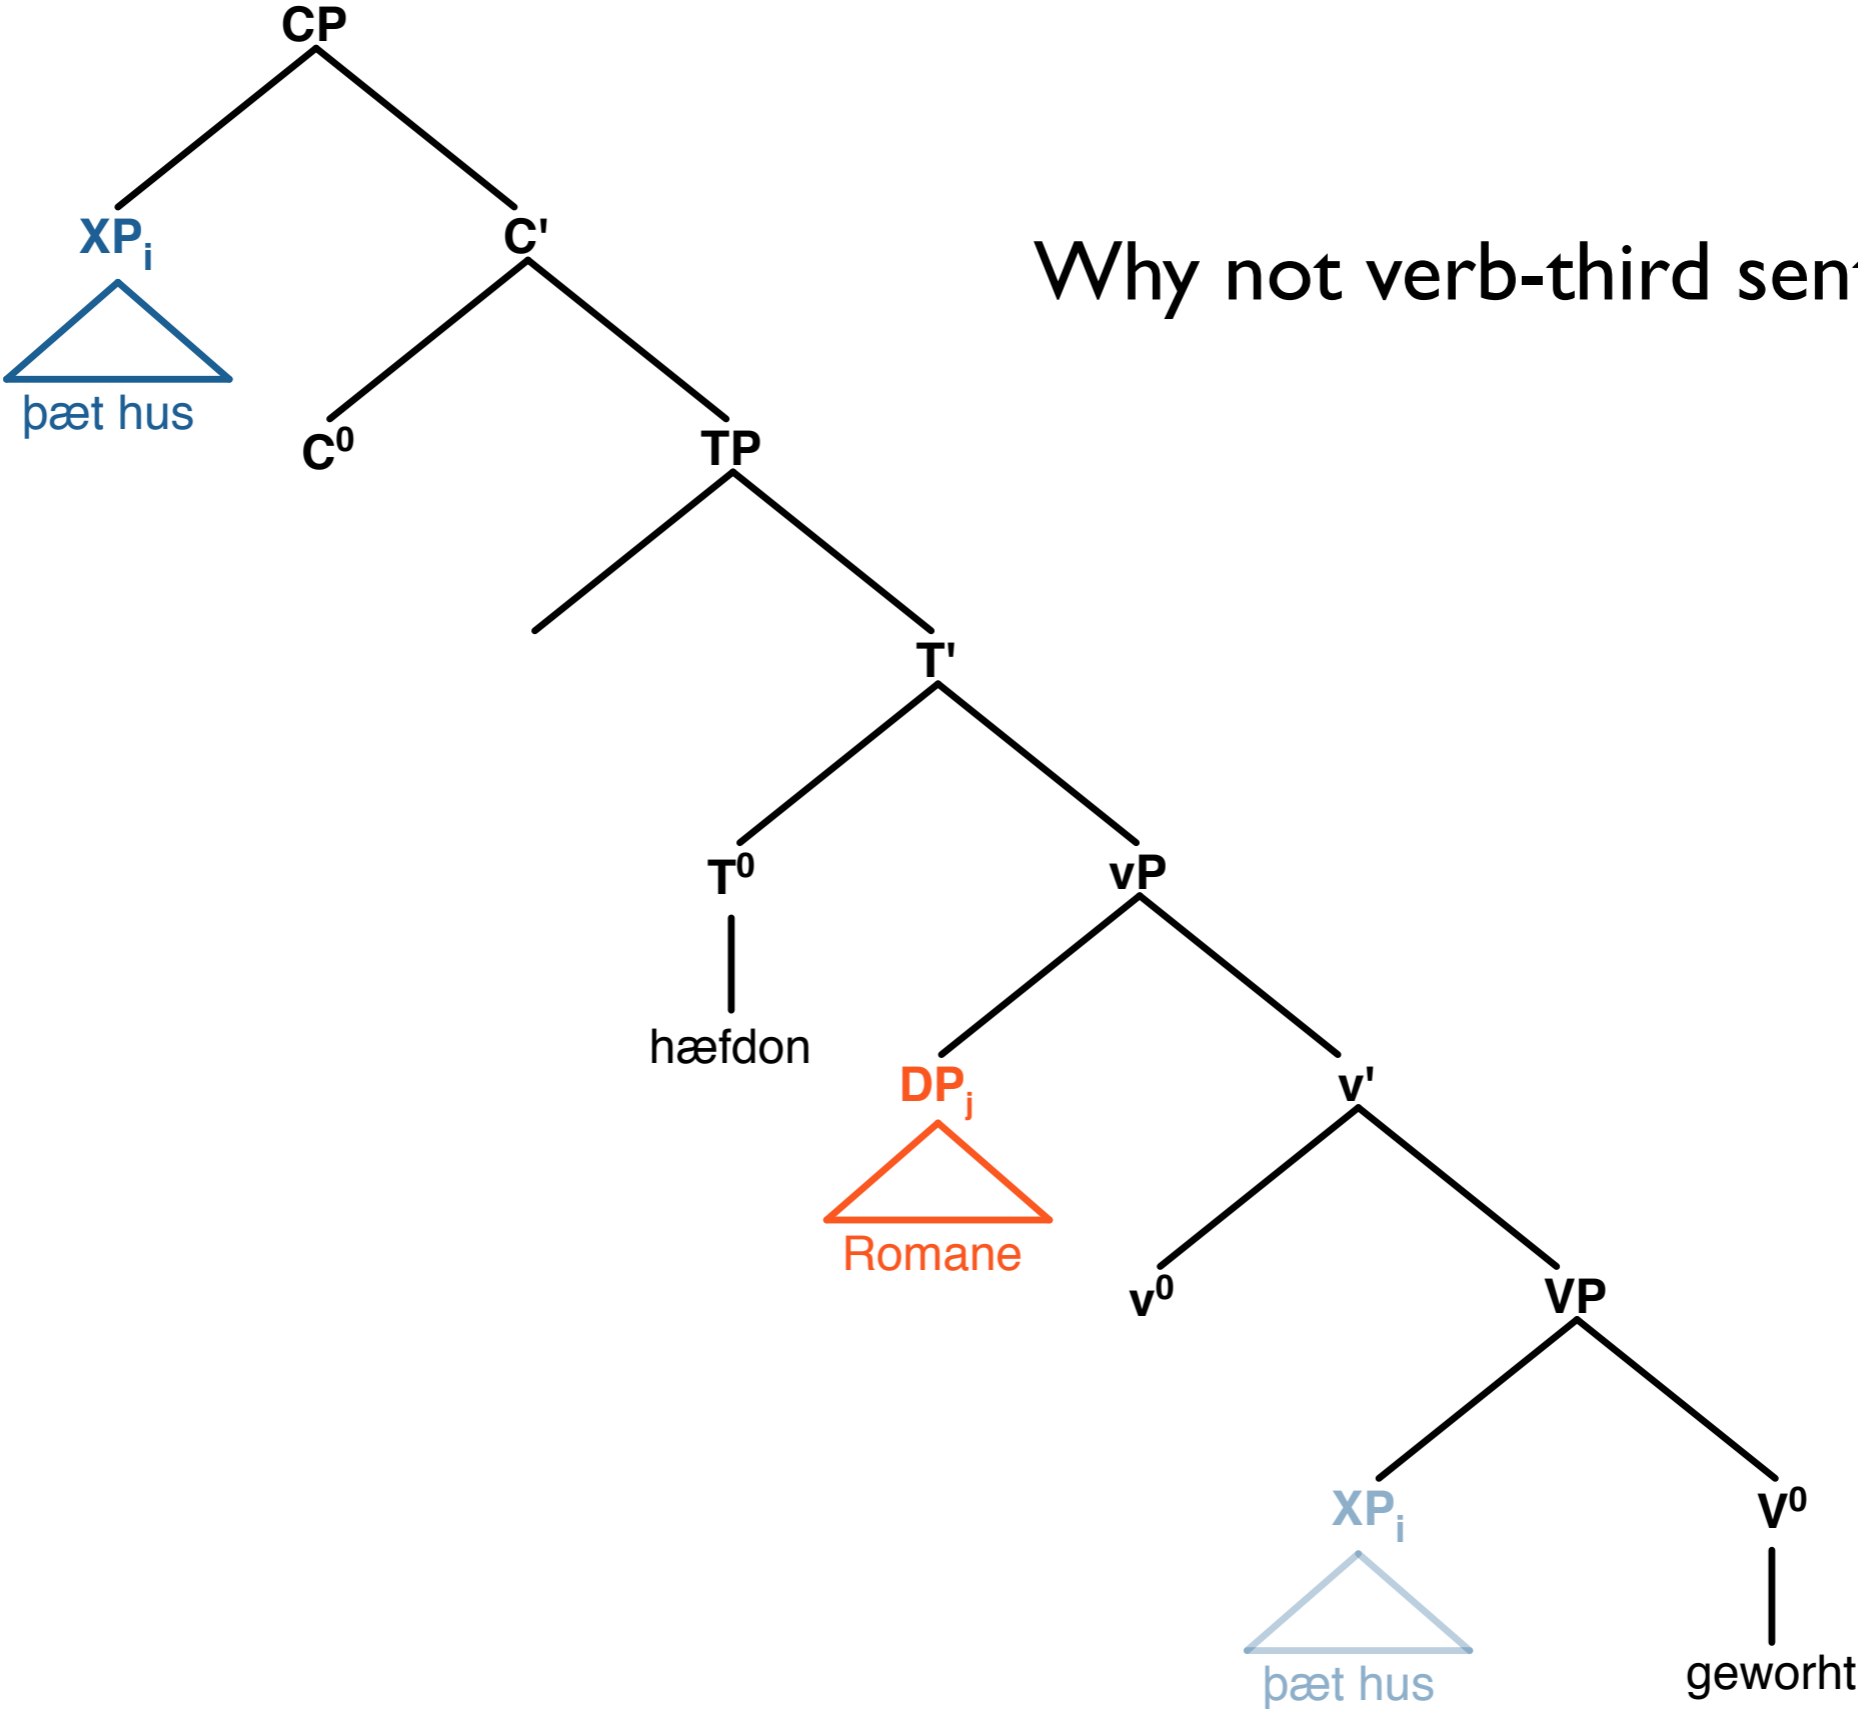 CP
XPi
C'
Why not verb-third sen
þæt hus
C0
TP
T'
T0
vP
hæfdon
DPj
v'
Romane
v0
VP
XPi
V0
þæt hus
geworht